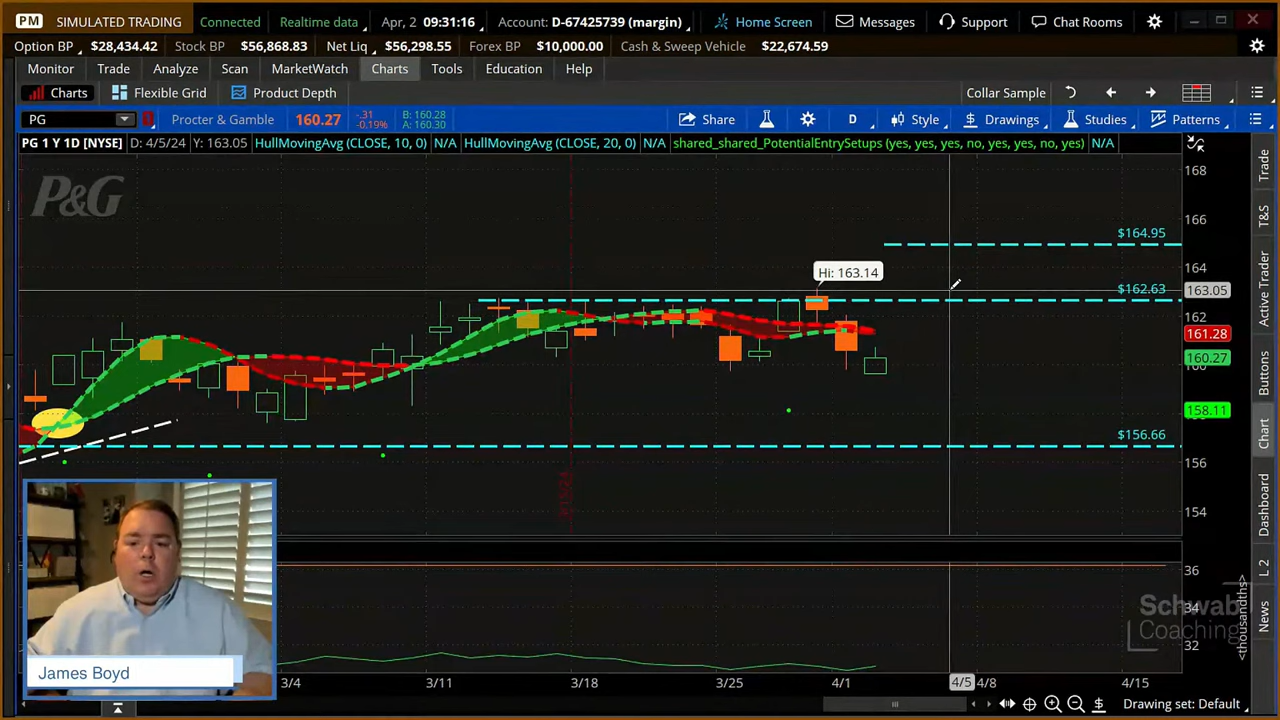 PM SIMULATED TRADING Connected Realtime data Apr, 2 09:31:16 Account: D-67425739 (margin) Home Screen Messages Support Chat Rooms
Option BP $28,434.42 Stock BP $56,868.83 Net Liq $56,298.55 Forex BP $10,000.00 Cash & Sweep Vehicle $22,674.59
Monitor Trade Analyze Scan MarketWatch Charts Tools Education Help
Charts Flexible Grid Product Depth Collar Sample
PG Procter & Gamble 160.27 -.31 -0.19% B: 160.28 A: 160.30 Share D Style Drawings Studies Patterns
PG 1 Y 1D [NYSE] D: 4/5/24 Y: 163.05 HullMovingAvg (CLOSE, 10, 0) N/A HullMovingAvg (CLOSE, 20, 0) N/A shared_shared_PotentialEntrySetups (yes, yes, yes, no, yes, yes, no, yes) N/A
P&G
168
166
$164.95
164
Hi: 163.14
$162.63
163.05
162
161.28
160.27
160
158.11
$156.66
156
154
3/15/24
36
34
32
<thousandths>
Schwab
Coaching
James Boyd
3/4 3/11 3/18 3/25 4/1 4/5 4/8 4/15
Drawing set: Default
Trade
T&S
Active Trader
Buttons
Chart
Dashboard
L 2
News